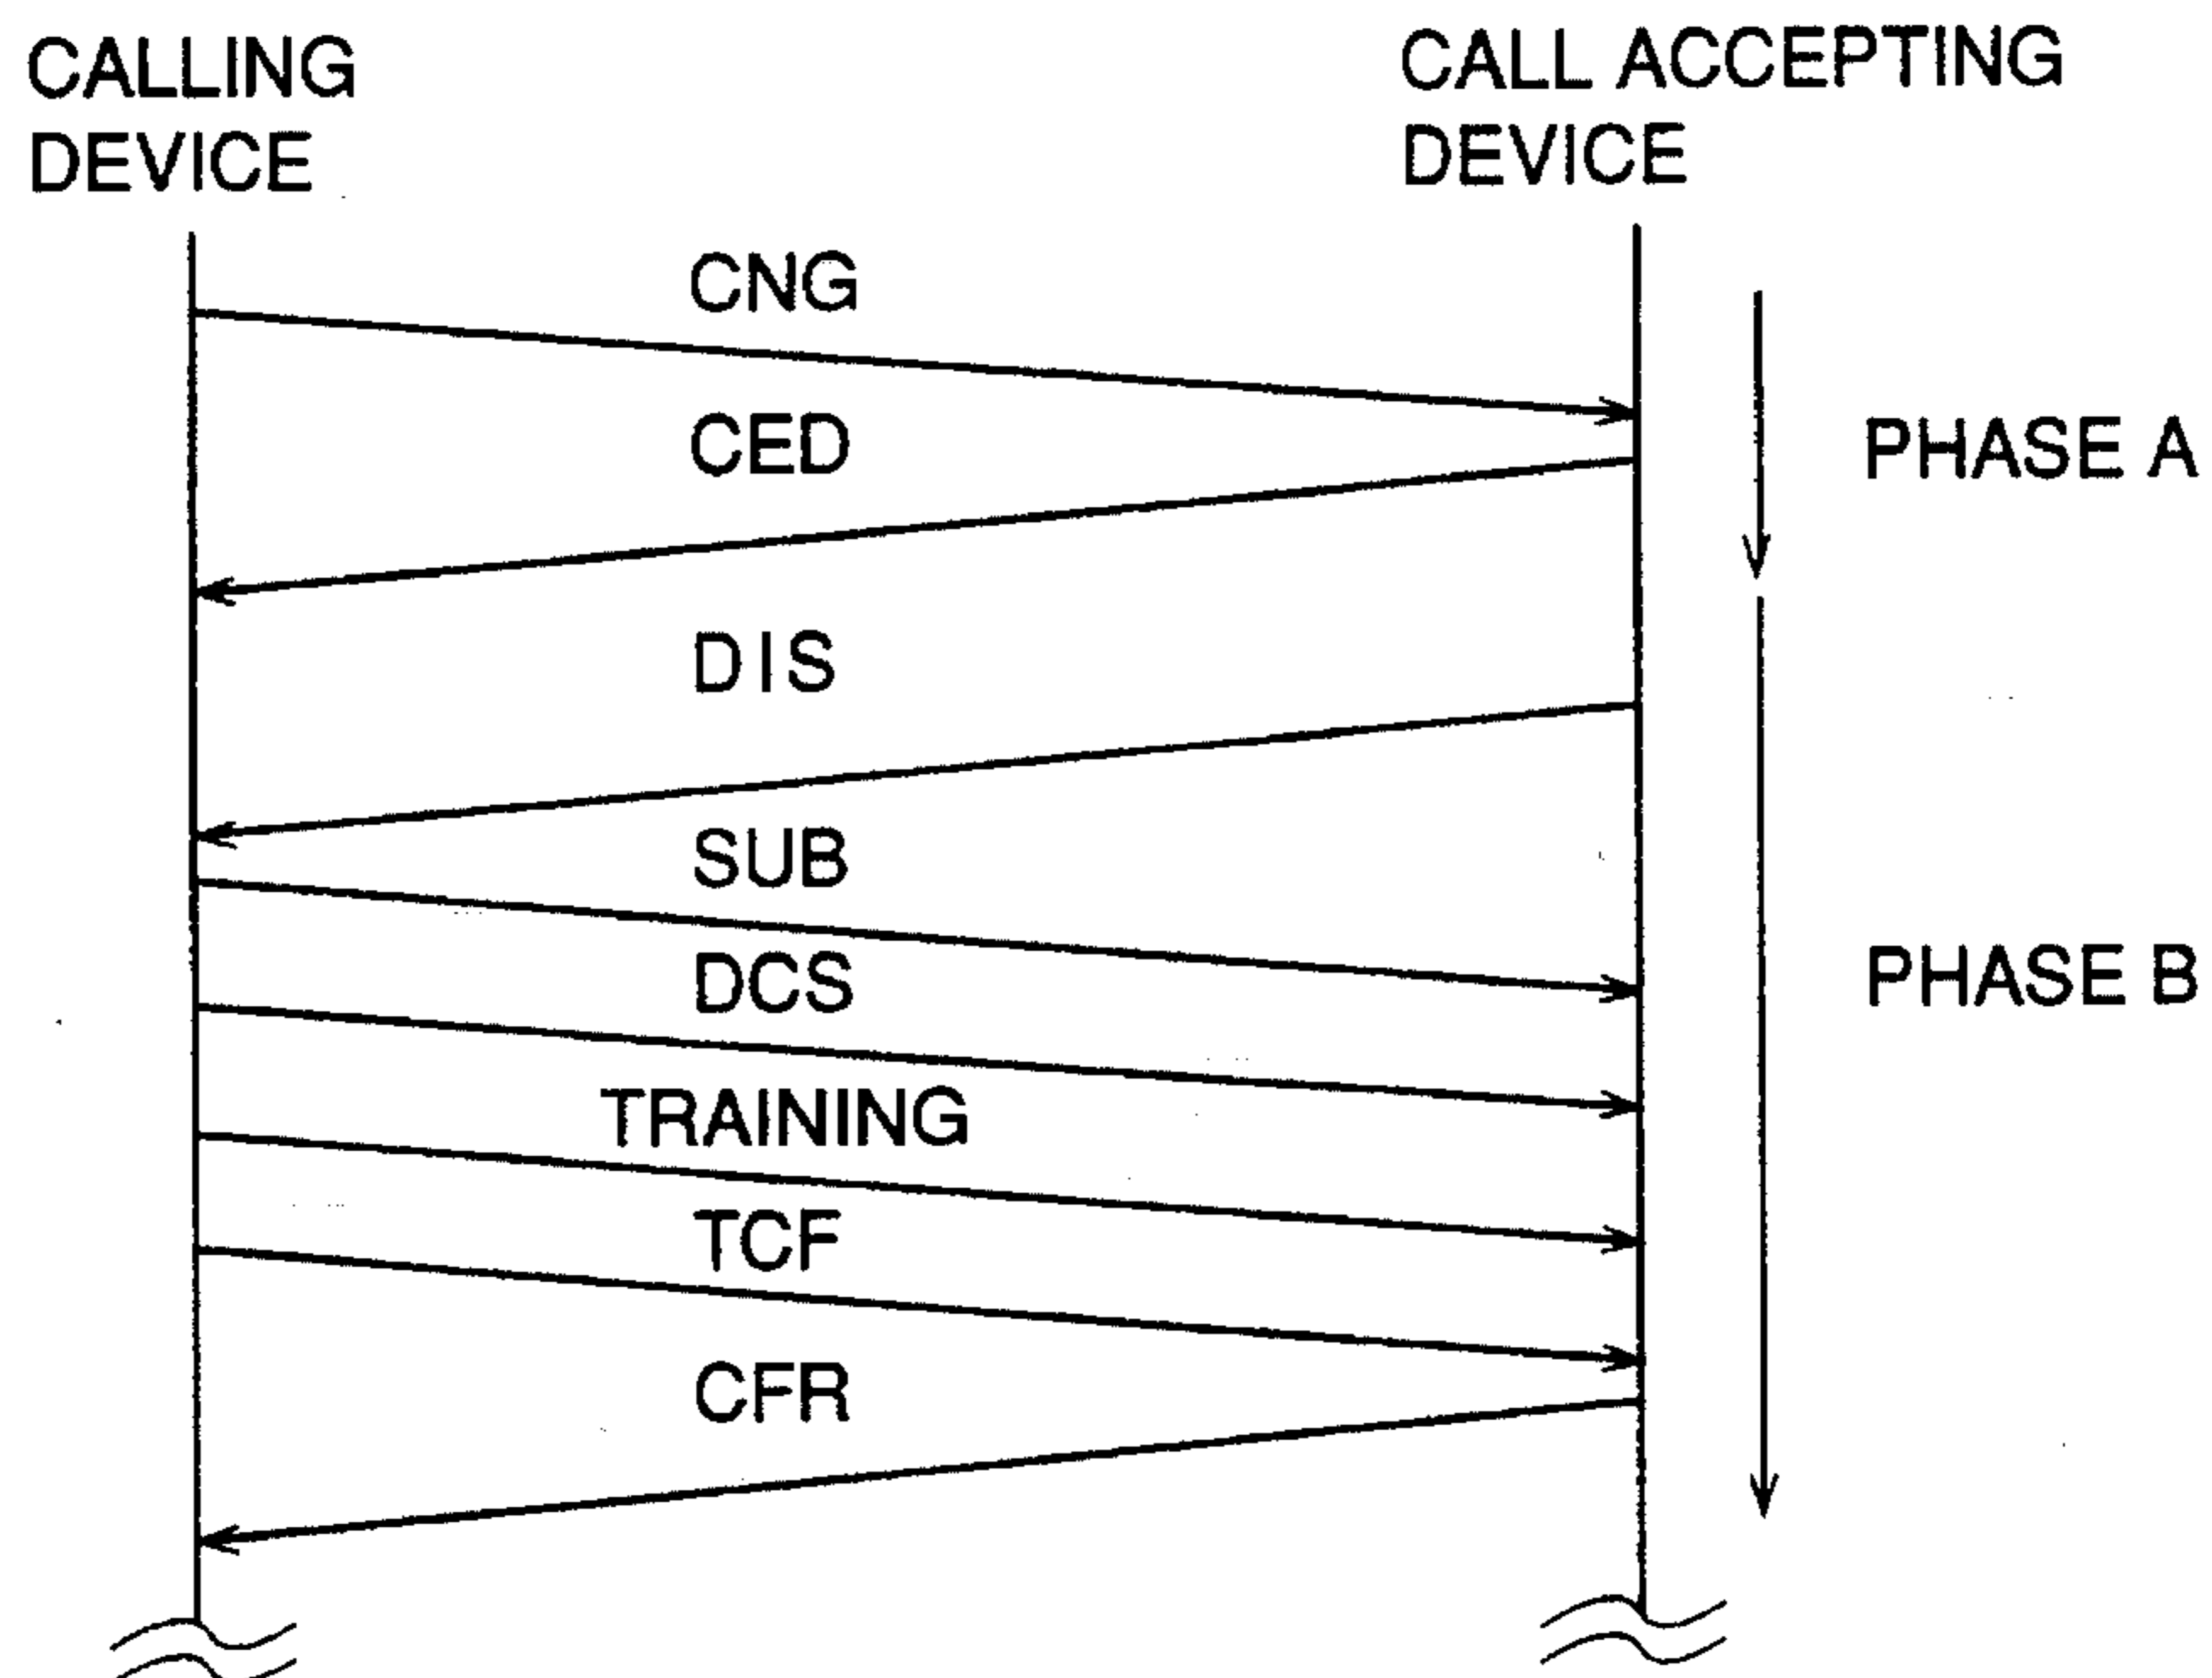 CALLING
DEVICE
CALL ACCEPTING
DEVICE
CNG
CED
PHASE A
DIS
SUB
DCS
PHASE B
TRAINING
TCF
CFR